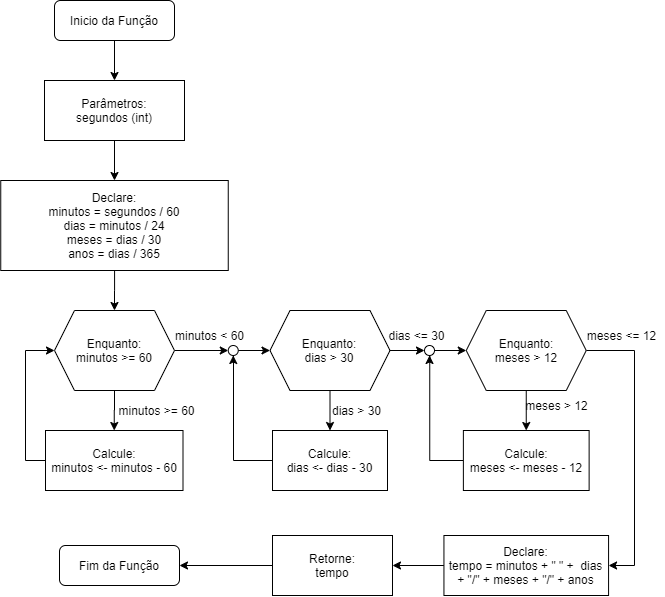 Inicio da Função
Parâmetros:
segundos (int)
Declare:
minutos = segundos / 60
dias = minutos / 24
meses = dias / 30
anos = dias / 365
Enquanto:
minutos >= 60
minutos < 60
Enquanto:
dias > 30
dias <= 30
Enquanto:
meses > 12
meses <= 12
minutos >= 60
dias > 30
meses > 12
Calcule:
minutos <- minutos - 60
Calcule:
dias <- dias - 30
Calcule:
meses <- meses - 12
Declare:
tempo = minutos + " " +  dias
+ "/" + meses + "/" + anos
Retorne:
tempo
Fim da Função